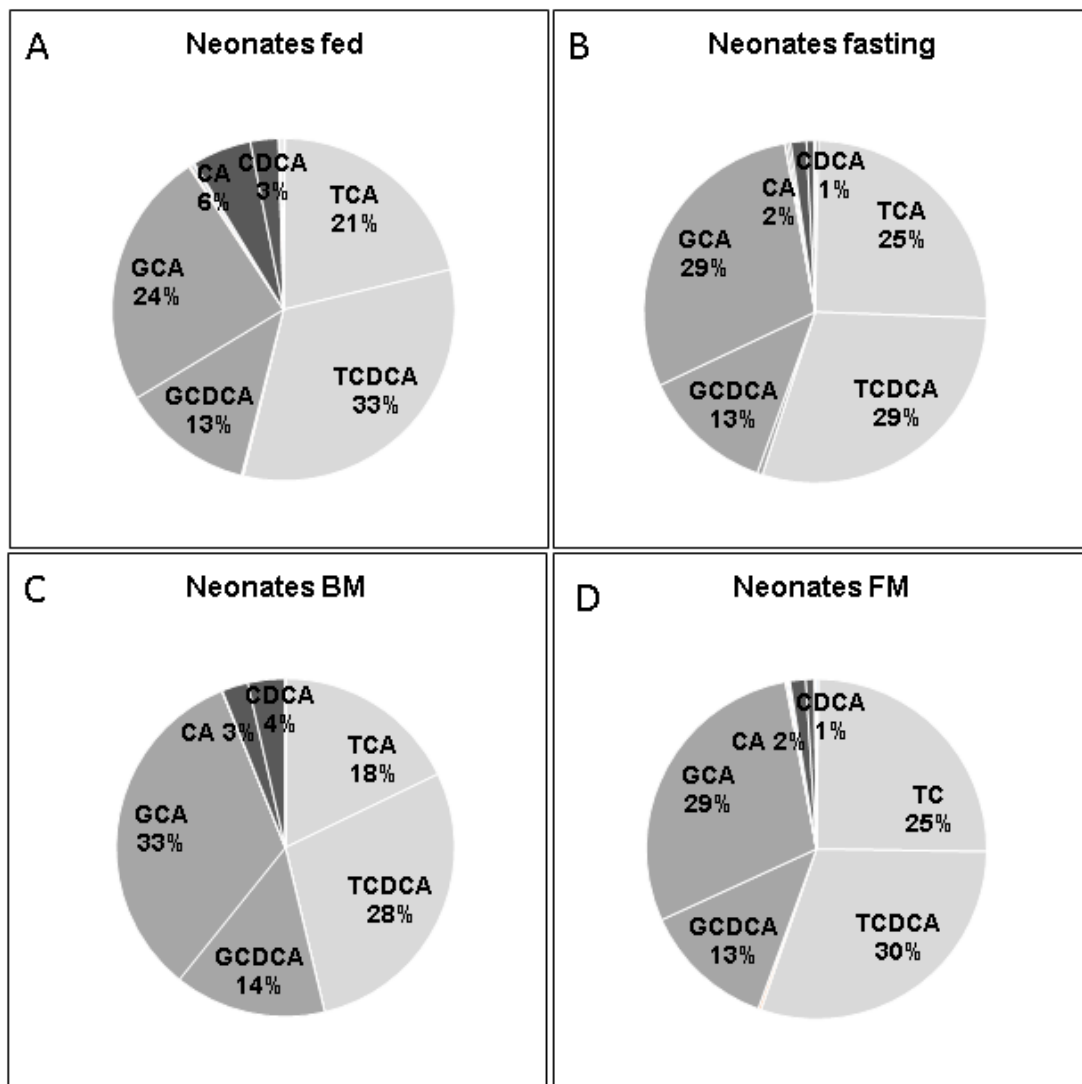 A
Neonates fed
CA
6%
CDCA
3%
TCA
21%
GCA
24%
TCDCA
33%
GCDCA
13%
B
Neonates fasting
CDCA
1%
CA
2%
TCA
25%
GCA
29%
TCDCA
29%
GCDCA
13%
C
Neonates BM
CDCA
4%
CA 3%
TCA
18%
GCA
33%
TCDCA
28%
GCDCA
14%
D
Neonates FM
CDCA
1%
CA 2%
GCA
29%
TC
25%
TCDCA
30%
GCDCA
13%